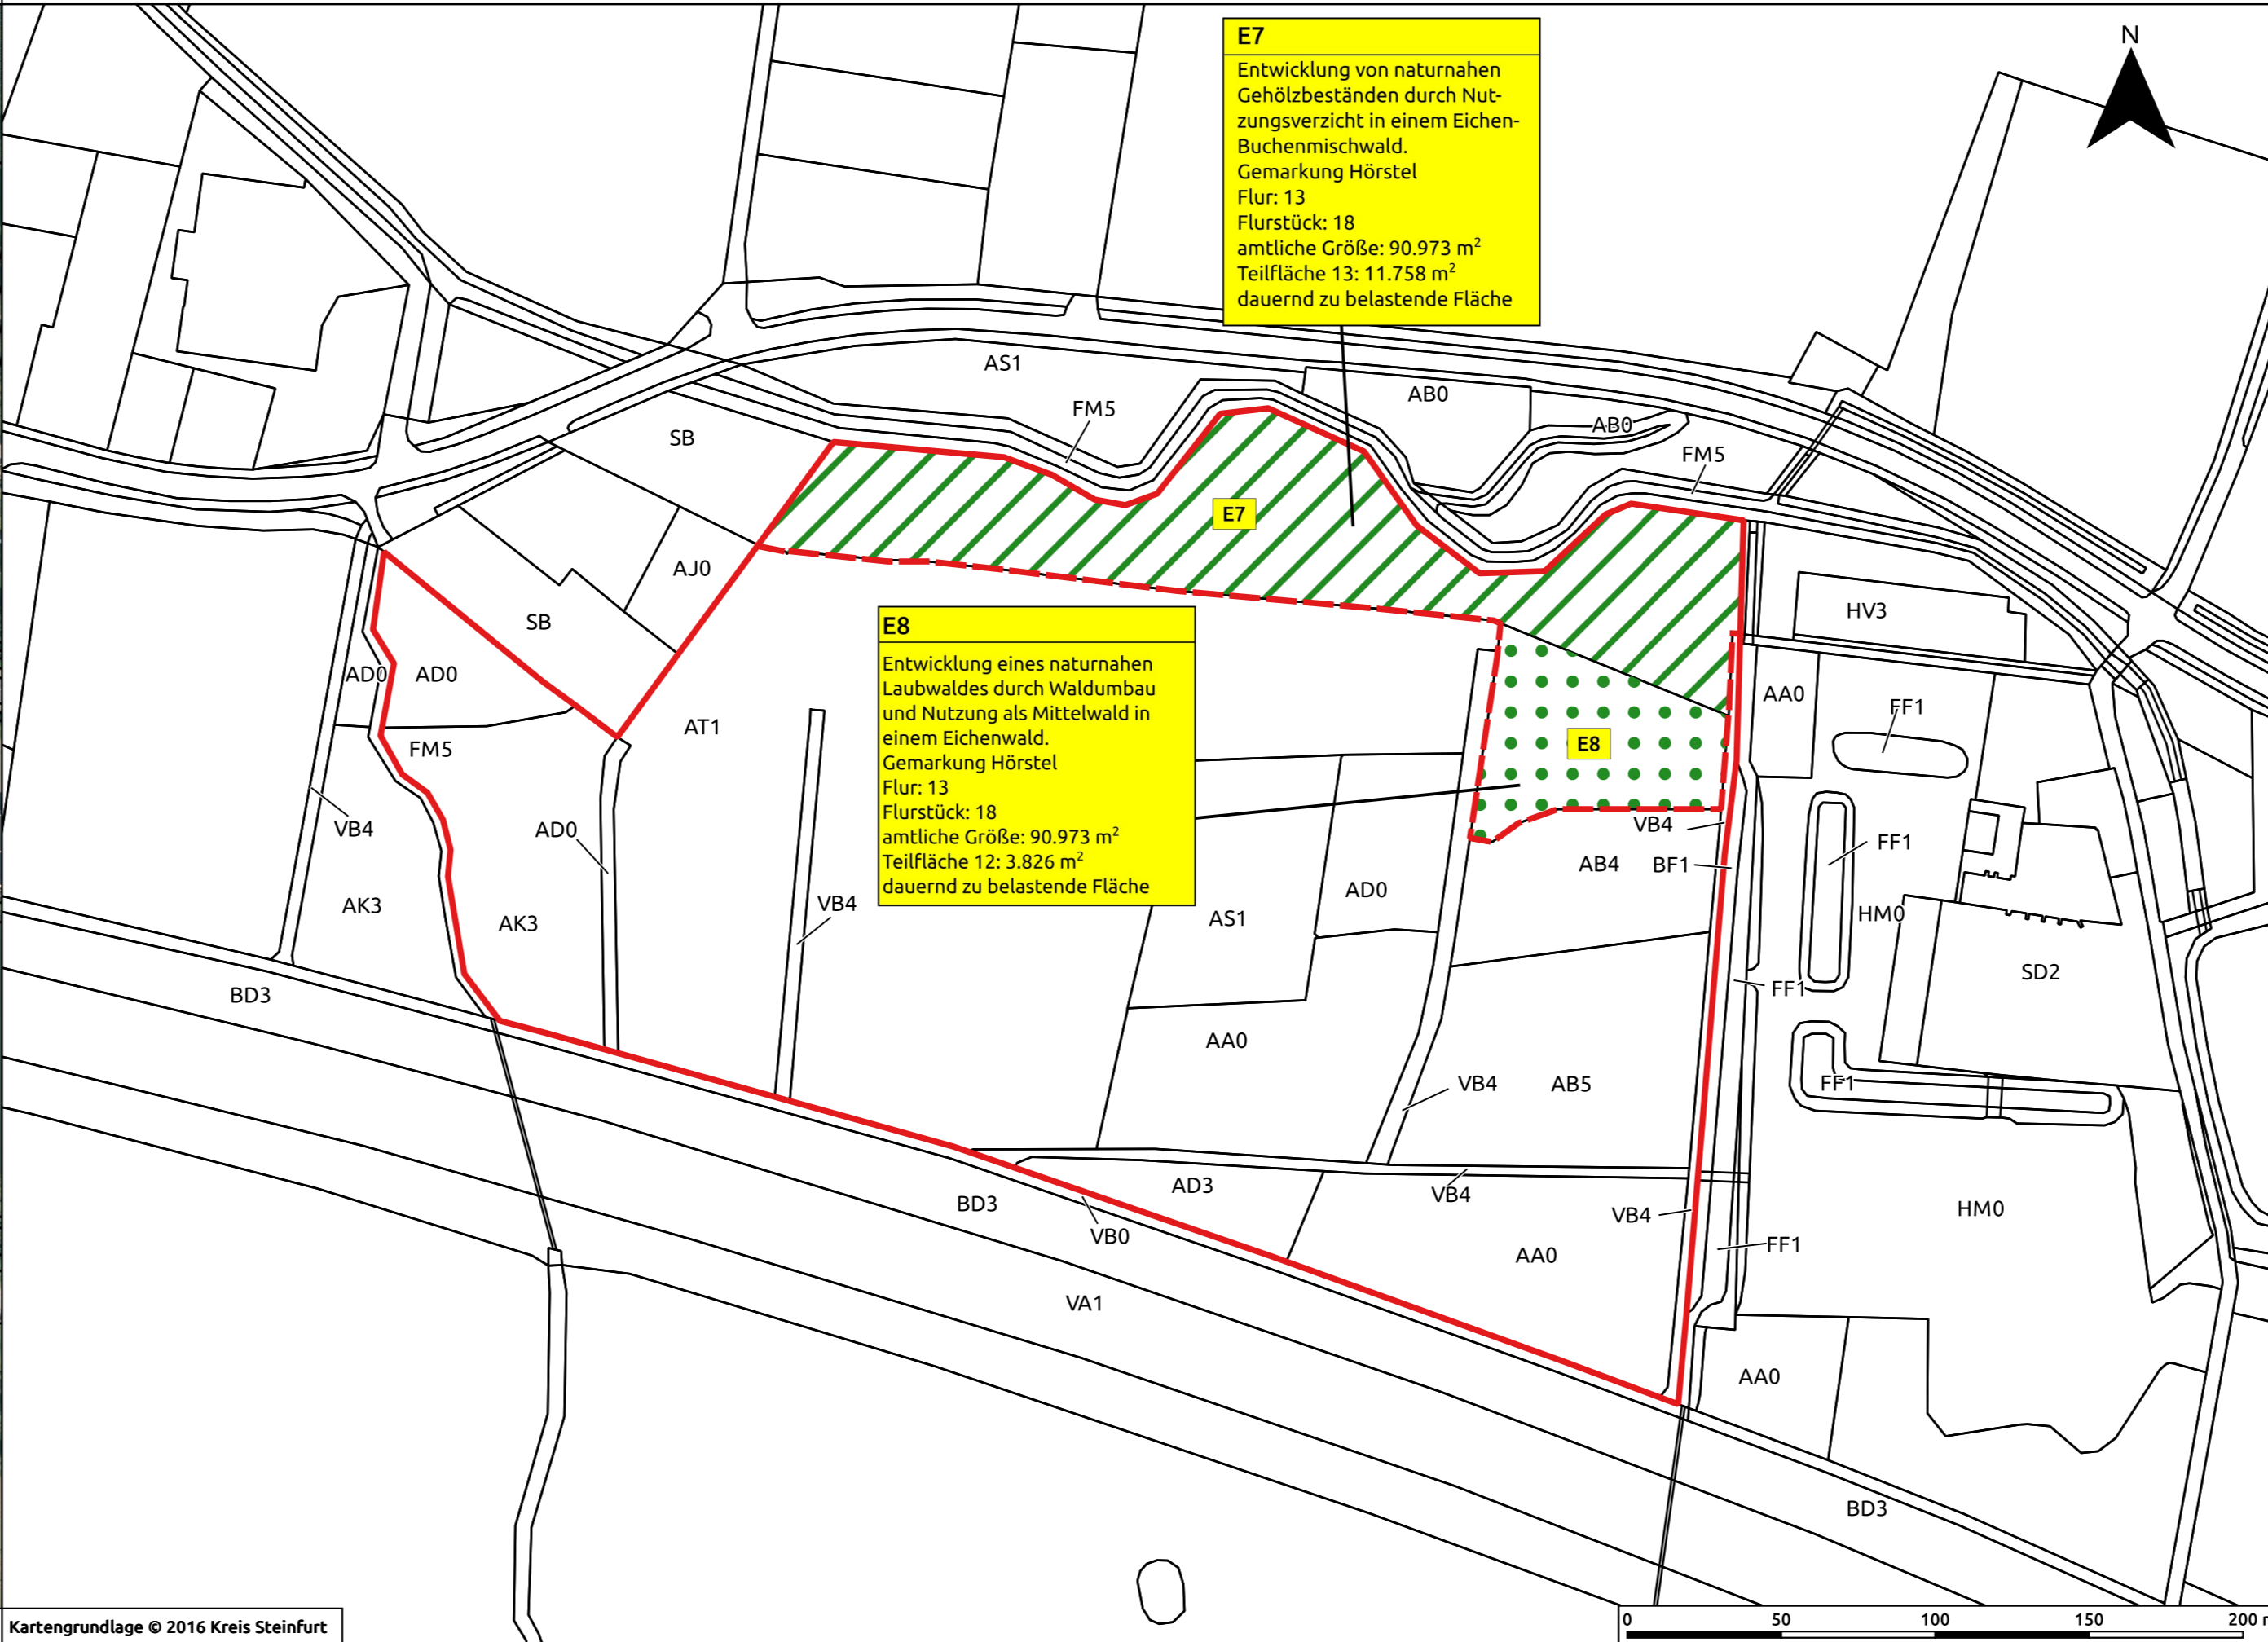 E7
Entwicklung von naturnahen
Gehölzbeständen durch Nut-
zungsverzicht in einem Eichen-
Buchenmischwald.
Gemarkung Hörstel
Flur: 13
Flurstück: 18
amtliche Größe: 90.973 m²
Teilfläche 13: 11.758 m²
dauernd zu belastende Fläche
N
AS1
AB0
FM5
AB0
SB
FM5
E7
AJ0
HV3
SB
E8
Entwicklung eines naturnahen
Laubwaldes durch Waldumbau
und Nutzung als Mittelwald in
einem Eichenwald.
Gemarkung Hörstel
Flur: 13
Flurstück: 18
amtliche Größe: 90.973 m²
Teilfläche 12: 3.826 m²
dauernd zu belastende Fläche
AD0
AD0
AA0
FF1
AT1
E8
FM5
VB4
AD0
VB4
FF1
AB4
BF1
AD0
VB4
AK3
AS1
HM0
AK3
SD2
FF1
BD3
AA0
VB4
AB5
FF1
AD3
VB4
BD3
HM0
VB4
VB0
FF1
AA0
VA1
AA0
BD3
Kartengrundlage © 2016 Kreis Steinfurt
0 50 100 150 200 m